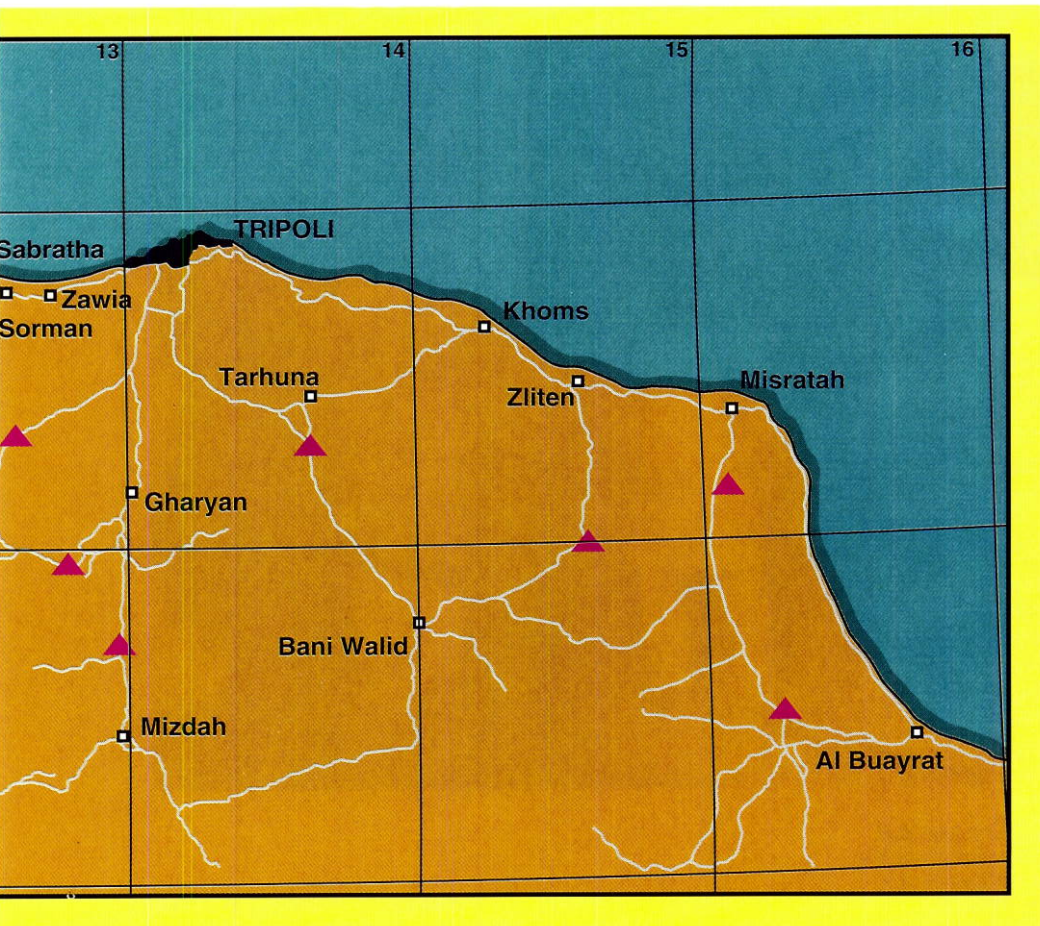 13
14
15
16
TRIPOLI
Sabratha
Zawia
Sorman
Khoms
Tarhuna
Misratah
Zliten
Gharyan
Bani Walid
Mizdah
Al Buayrat